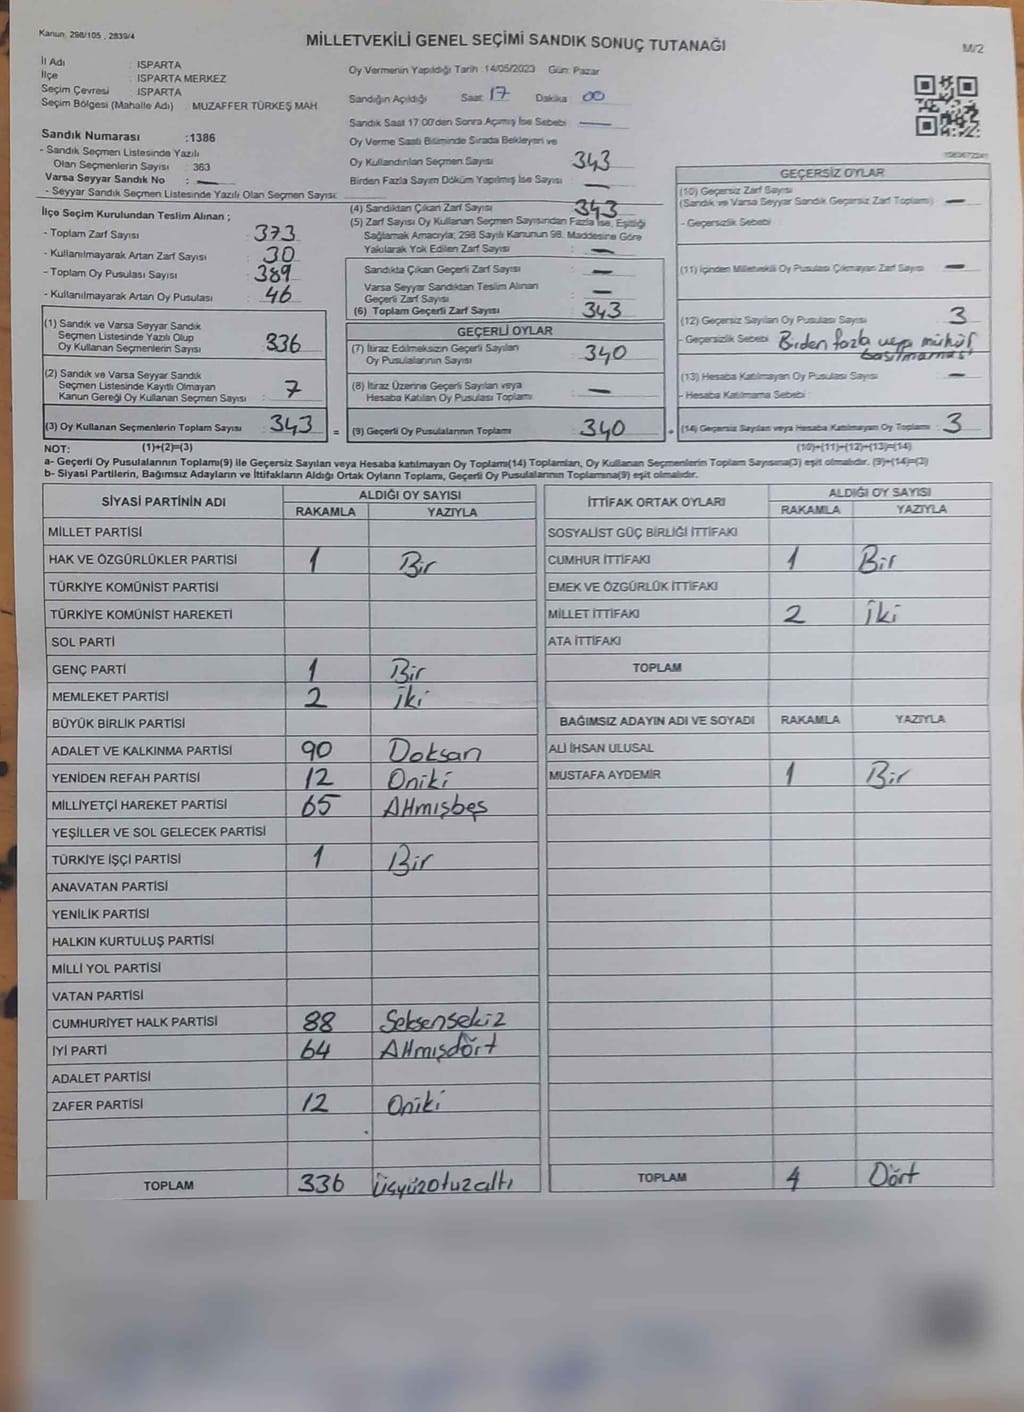 Kanun: 298/105 , 2839/4
MİLLETVEKİLİ GENEL SEÇİMİ SANDIK SONUÇ TUTANAĞI
M/2
İl Adı : ISPARTA
İlçe : ISPARTA MERKEZ
Seçim Çevresi : ISPARTA
Seçim Bölgesi (Mahalle Adı) : MUZAFFER TÜRKEŞ MAH
Sandık Numarası :1386
- Sandık Seçmen Listesinde Yazılı
Olan Seçmenlerin Sayısı : 363
Varsa Seyyar Sandık No : —
- Seyyar Sandık Seçmen Listesinde Yazılı Olan Seçmen Sayısı:
İlçe Seçim Kurulundan Teslim Alınan ;
- Toplam Zarf Sayısı : 373
- Kullanılmayarak Artan Zarf Sayısı : 30
- Toplam Oy Pusulası Sayısı : 389
- Kullanılmayarak Artan Oy Pusulası : 46
(1) Sandık ve Varsa Seyyar Sandık
Seçmen Listesinde Yazılı Olup
Oy Kullanan Seçmenlerin Sayısı : 336
(2) Sandık ve Varsa Seyyar Sandık
Seçmen Listesinde Kayıtlı Olmayan
Kanun Gereği Oy Kullanan Seçmen Sayısı : 7
(3) Oy Kullanan Seçmenlerin Toplam Sayısı : 343 =
Oy Vermenin Yapıldığı Tarih :14/05/2023 Gün: Pazar
Sandığın Açıldığı Saat: 17 Dakika : 00
Sandık Saat 17:00'den Sonra Açılmış İse Sebebi : —
Oy Verme Saati Bitiminde Sırada Bekleyen ve
Oy Kullandırılan Seçmen Sayısı : 343
Birden Fazla Sayım Döküm Yapılmış İse Sayısı : —
(4) Sandıktan Çıkan Zarf Sayısı : 343
(5) Zarf Sayısı Oy Kullanan Seçmen Sayısından Fazla İse, Eşitliği
Sağlamak Amacıyla; 298 Sayılı Kanunun 98. Maddesine Göre
Yakılarak Yok Edilen Zarf Sayısı : —
Sandıkta Çıkan Geçerli Zarf Sayısı : —
Varsa Seyyar Sandıktan Teslim Alınan
Geçerli Zarf Sayısı : —
(6) Toplam Geçerli Zarf Sayısı : 343
GEÇERLİ OYLAR
(7) İtiraz Edilmeksizin Geçerli Sayılan
Oy Pusulalarının Sayısı : 340
(8) İtiraz Üzerine Geçerli Sayılan veya
Hesaba Katılan Oy Pusulası Toplamı : —
(9) Geçerli Oy Pusulalarının Toplamı : 340 +
GEÇERSİZ OYLAR
(10) Geçersiz Zarf Sayısı
(Sandık ve Varsa Seyyar Sandık Geçersiz Zarf Toplamı) : —
- Geçersizlik Sebebi :
(11) İçinden Milletvekili Oy Pusulası Çıkmayan Zarf Sayısı : —
(12) Geçersiz Sayılan Oy Pusulası Sayısı : 3
- Geçersizlik Sebebi : Birden fazla veya mühür
basılmaması
(13) Hesaba Katılmayan Oy Pusulası Sayısı : —
- Hesaba Katılmama Sebebi :
(14) Geçersiz Sayılan veya Hesaba Katılmayan Oy Toplamı : 3
NOT: (1)+(2)=(3) (10)+(11)+(12)+(13)=(14)
a- Geçerli Oy Pusulalarının Toplamı(9) ile Geçersiz Sayılan veya Hesaba katılmayan Oy Toplamı(14) Toplamları, Oy Kullanan Seçmenlerin Toplam Sayısına(3) eşit olmalıdır. (9)+(14)=(3)
b- Siyasi Partilerin, Bağımsız Adayların ve İttifakların Aldığı Ortak Oyların Toplamı, Geçerli Oy Pusulalarının Toplamına(9) eşit olmalıdır.
SİYASİ PARTİNİN ADI ALDIĞI OY SAYISI
RAKAMLA YAZIYLA
MİLLET PARTİSİ
HAK VE ÖZGÜRLÜKLER PARTİSİ 1 Bir
TÜRKİYE KOMÜNİST PARTİSİ
TÜRKİYE KOMÜNİST HAREKETİ
SOL PARTİ
GENÇ PARTİ 1 Bir
MEMLEKET PARTİSİ 2 iki
BÜYÜK BİRLİK PARTİSİ
ADALET VE KALKINMA PARTİSİ 90 Doksan
YENİDEN REFAH PARTİSİ 12 Oniki
MİLLİYETÇİ HAREKET PARTİSİ 65 Altmışbeş
YEŞİLLER VE SOL GELECEK PARTİSİ
TÜRKİYE İŞÇİ PARTİSİ 1 Bir
ANAVATAN PARTİSİ
YENİLİK PARTİSİ
HALKIN KURTULUŞ PARTİSİ
MİLLİ YOL PARTİSİ
VATAN PARTİSİ
CUMHURİYET HALK PARTİSİ 88 Seksensekiz
İYİ PARTİ 64 Altmışdört
ADALET PARTİSİ
ZAFER PARTİSİ 12 Oniki
TOPLAM 336 üçyüzotuzaltı
İTTİFAK ORTAK OYLARI ALDIĞI OY SAYISI
RAKAMLA YAZIYLA
SOSYALİST GÜÇ BİRLİĞİ İTTİFAKI
CUMHUR İTTİFAKI 1 Bir
EMEK VE ÖZGÜRLÜK İTTİFAKI
MİLLET İTTİFAKI 2 İki
ATA İTTİFAKI
TOPLAM
BAĞIMSIZ ADAYIN ADI VE SOYADI RAKAMLA YAZIYLA
ALİ İHSAN ULUSAL
MUSTAFA AYDEMİR 1 Bir
TOPLAM 4 Dört